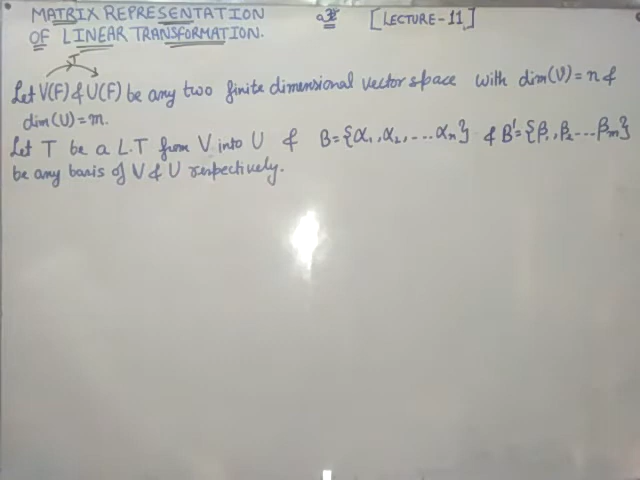 MATRIX REPRESENTATION [LECTURE-11]
OF LINEAR TRANSFORMATION.
T
Let V(F) & U(F) be any two finite dimensional vector space with dim(V)=n &
dim(U)=m.
Let T be a L.T from V into U & B={α₁,α₂,...αn} & B'={β₁,β₂...βm}
be any basis of V & U respectively.